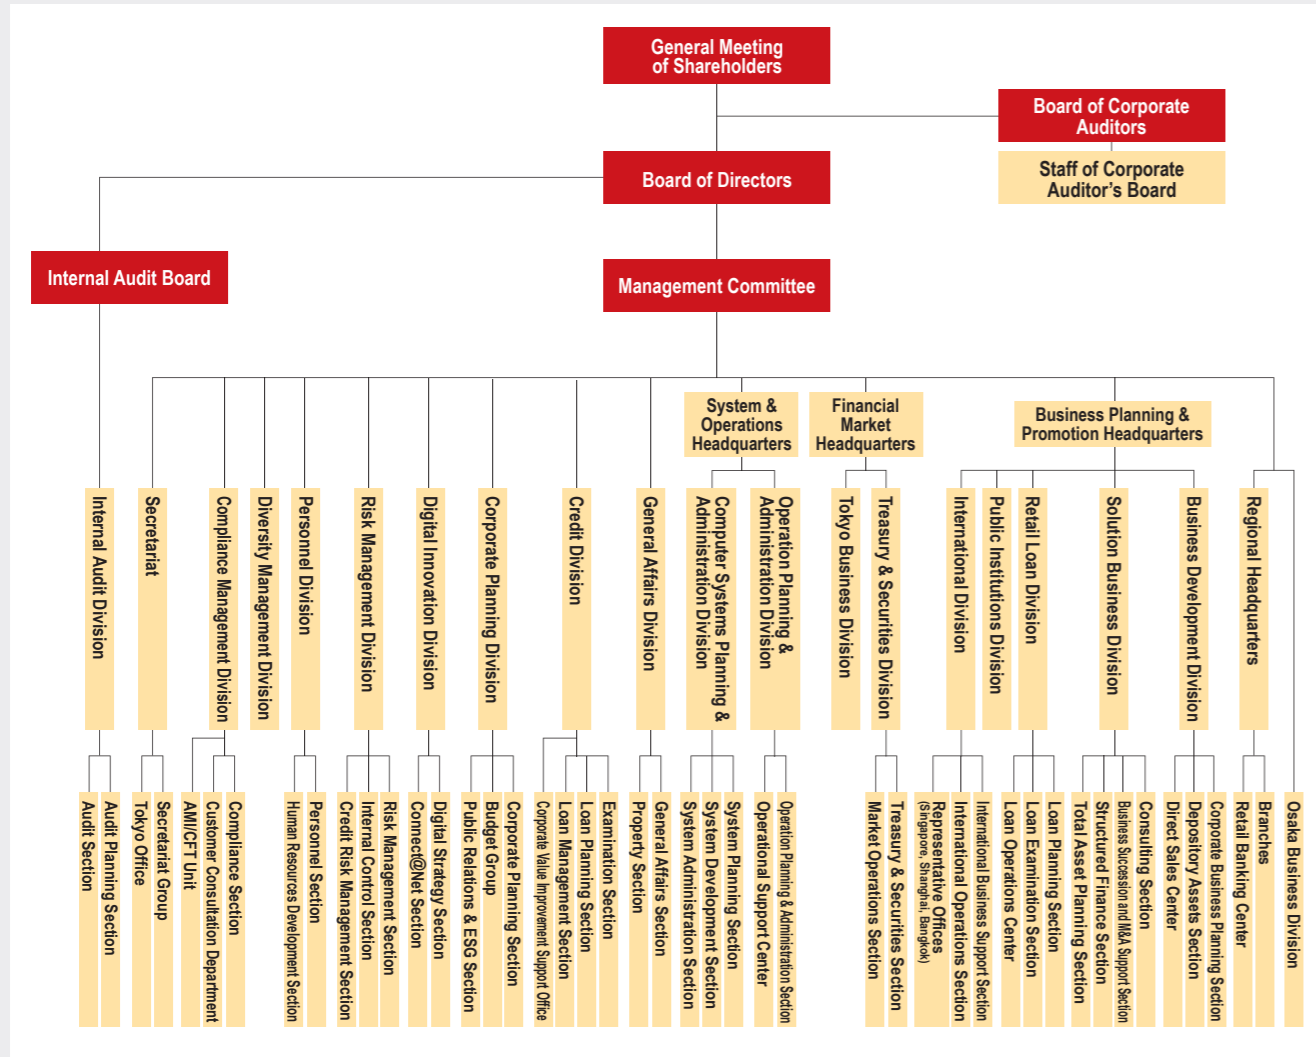 General Meeting
of Shareholders
Board of Corporate
Auditors
Staff of Corporate
Auditor's Board
Board of Directors
Internal Audit Board
Management Committee
System &
Operations
Headquarters
Financial
Market
Headquarters
Business Planning &
Promotion Headquarters
Internal Audit Division
Secretariat
Compliance Management Division
Diversity Management Division
Personnel Division
Risk Management Division
Digital Innovation Division
Corporate Planning Division
Credit Division
General Affairs Division
Computer Systems Planning &
Administration Division
Operation Planning &
Administration Division
Tokyo Business Division
Treasury & Securities Division
International Division
Public Institutions Division
Retail Loan Division
Solution Business Division
Business Development Division
Regional Headquarters
Audit Section
Audit Planning Section
Tokyo Office
Secretariat Group
AMl/CFT Unit
Customer Consultation Department
Compliance Section
Human Resources Development Section
Personnel Section
Credit Risk Management Section
Internal Control Section
Risk Management Section
Connect@Net Section
Digital Strategy Section
Public Relations & ESG Section
Budget Group
Corporate Planning Section
Corporate Value Improvement Support Office
Loan Management Section
Loan Planning Section
Examination Section
Property Section
General Affairs Section
System Administration Section
System Development Section
System Planning Section
Operational Support Center
Operation Planning & Administration Section
Market Operations Section
Treasury & Securities Section
Representative Offices
(Singapore, Shanghai, Bangkok)
International Operations Section
International Business Support Section
Loan Operations Center
Loan Examination Section
Loan Planning Section
Total Asset Planning Section
Structured Finance Section
Business Succession and M&A Support Section
Consulting Section
Direct Sales Center
Depository Assets Section
Corporate Business Planning Section
Retail Banking Center
Branches
Osaka Business Division